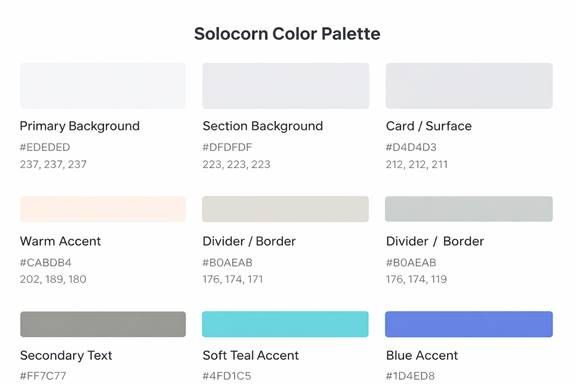 Solocorn Color Palette
Primary Background
#EDEDED
237, 237, 237
Section Background
#DFDFDF
223, 223, 223
Card / Surface
#D4D4D3
212, 212, 211
Warm Accent
#CABDB4
202, 189, 180
Divider / Border
#B0AEAB
176, 174, 171
Divider / Border
#B0AEAB
176, 174, 119
Secondary Text
#FF7C77
Soft Teal Accent
#4FD1C5
Blue Accent
#1D4ED8